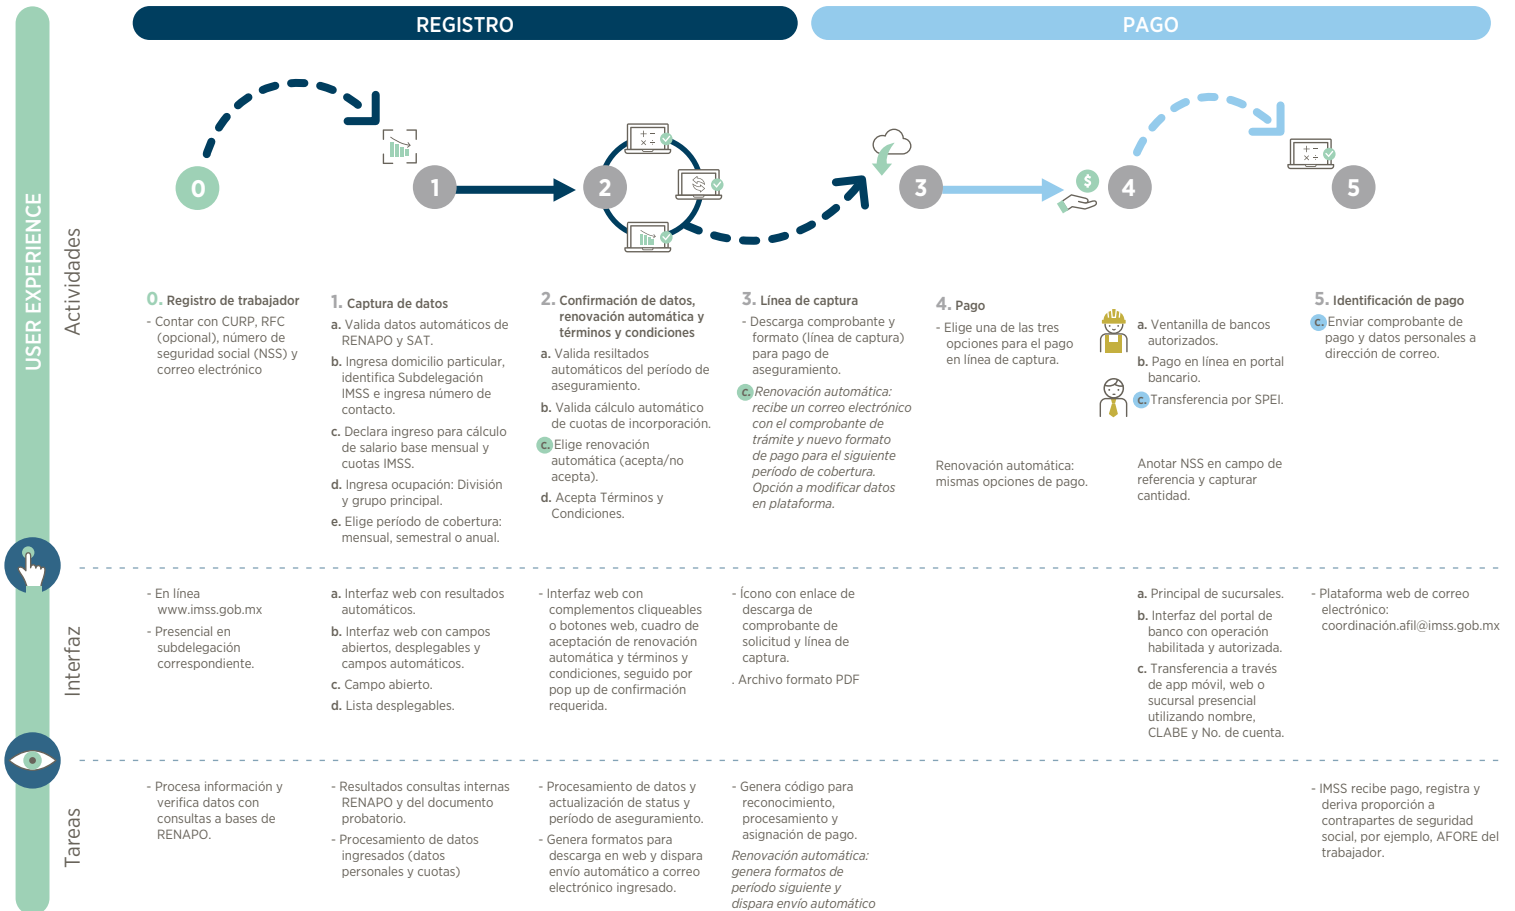 REGISTRO
PAGO
USER EXPERIENCE
Actividades
0
1
2
3
4
5
$
0. Registro de trabajador
- Contar con CURP, RFC
(opcional), número de
seguridad social (NSS) y
correo electrónico
1. Captura de datos
a. Valida datos automáticos de
RENAPO y SAT.
b. Ingresa domicilio particular,
identifica Subdelegación
IMSS e ingresa número de
contacto.
c. Declara ingreso para cálculo
de salario base mensual y
cuotas IMSS.
d. Ingresa ocupación: División
y grupo principal.
e. Elige período de cobertura:
mensual, semestral o anual.
2. Confirmación de datos,
renovación automática y
términos y condiciones
a. Valida resiltados
automáticos del período de
aseguramiento.
b. Valida cálculo automático
de cuotas de incorporación.
c. Elige renovación
automática (acepta/no
acepta).
d. Acepta Términos y
Condiciones.
3. Línea de captura
- Descarga comprobante y
formato (línea de captura)
para pago de
aseguramiento.
c. Renovación automática:
recibe un correo electrónico
con el comprobante de
trámite y nuevo formato
de pago para el siguiente
período de cobertura.
Opción a modificar datos
en plataforma.
4. Pago
- Elige una de las tres
opciones para el pago
en línea de captura.
Renovación automática:
mismas opciones de pago.
a. Ventanilla de bancos
autorizados.
b. Pago en línea en portal
bancario.
c. Transferencia por SPEI.
Anotar NSS en campo de
referencia y capturar
cantidad.
5. Identificación de pago
c. Enviar comprobante de
pago y datos personales a
dirección de correo.
Interfaz
- En línea
www.imss.gob.mx
- Presencial en
subdelegación
correspondiente.
a. Interfaz web con resultados
automáticos.
b. Interfaz web con campos
abiertos, desplegables y
campos automáticos.
c. Campo abierto.
d. Lista desplegables.
- Interfaz web con
complementos cliqueables
o botones web, cuadro de
aceptación de renovación
automática y términos y
condiciones, seguido por
pop up de confirmación
requerida.
- Ícono con enlace de
descarga de
comprobante de
solicitud y línea de
captura.
. Archivo formato PDF
a. Principal de sucursales.
b. Interfaz del portal de
banco con operación
habilitada y autorizada.
c. Transferencia a través
de app móvil, web o
sucursal presencial
utilizando nombre,
CLABE y No. de cuenta.
- Plataforma web de correo
electrónico:
coordinación.afil@imss.gob.mx
Tareas
- Procesa información y
verifica datos con
consultas a bases de
RENAPO.
- Resultados consultas internas
RENAPO y del documento
probatorio.
- Procesamiento de datos
ingresados (datos
personales y cuotas)
- Procesamiento de datos y
actualización de status y
período de aseguramiento.
- Genera formatos para
descarga en web y dispara
envío automático a correo
electrónico ingresado.
- Genera código para
reconocimiento,
procesamiento y
asignación de pago.
Renovación automática:
genera formatos de
período siguiente y
dispara envío automático
- IMSS recibe pago, registra y
deriva proporción a
contrapartes de seguridad
social, por ejemplo, AFORE del
trabajador.